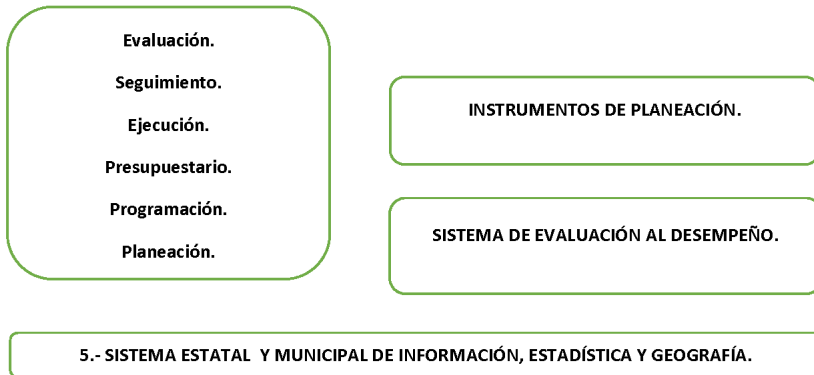 Evaluación.
Seguimiento.
Ejecución.
Presupuestario.
Programación.
Planeación.
INSTRUMENTOS DE PLANEACIÓN.
SISTEMA DE EVALUACIÓN AL DESEMPEÑO.
5.- SISTEMA ESTATAL Y MUNICIPAL DE INFORMACIÓN, ESTADÍSTICA Y GEOGRAFÍA.